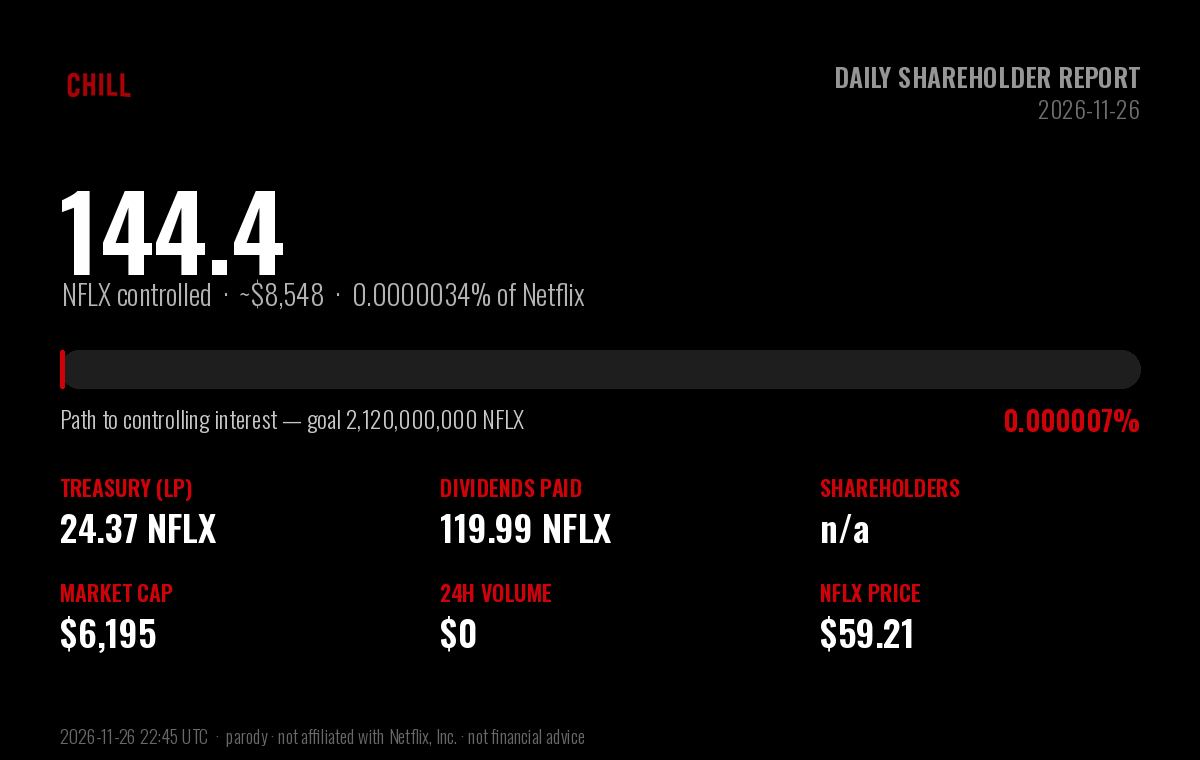 CHILL
DAILY SHAREHOLDER REPORT
2026-11-26
144.4
NFLX controlled · ~$8,548 · 0.0000034% of Netflix
Path to controlling interest — goal 2,120,000,000 NFLX
0.000007%
TREASURY (LP)
DIVIDENDS PAID
SHAREHOLDERS
24.37 NFLX
119.99 NFLX
n/a
MARKET CAP
24H VOLUME
NFLX PRICE
$6,195
$0
$59.21
2026-11-26 22:45 UTC · parody · not affiliated with Netflix, Inc. · not financial advice